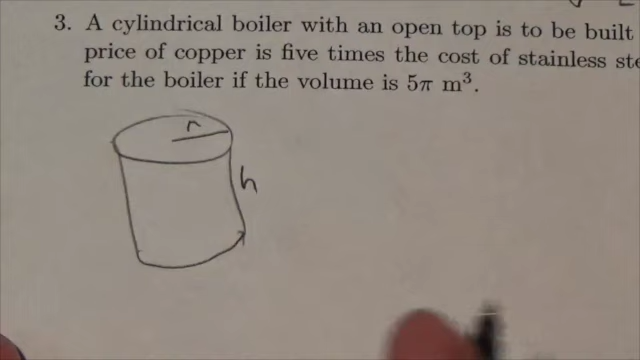 3. A cylindrical boiler with an open top is to be built
price of copper is five times the cost of stainless ste
for the boiler if the volume is 5π m³.
r
h